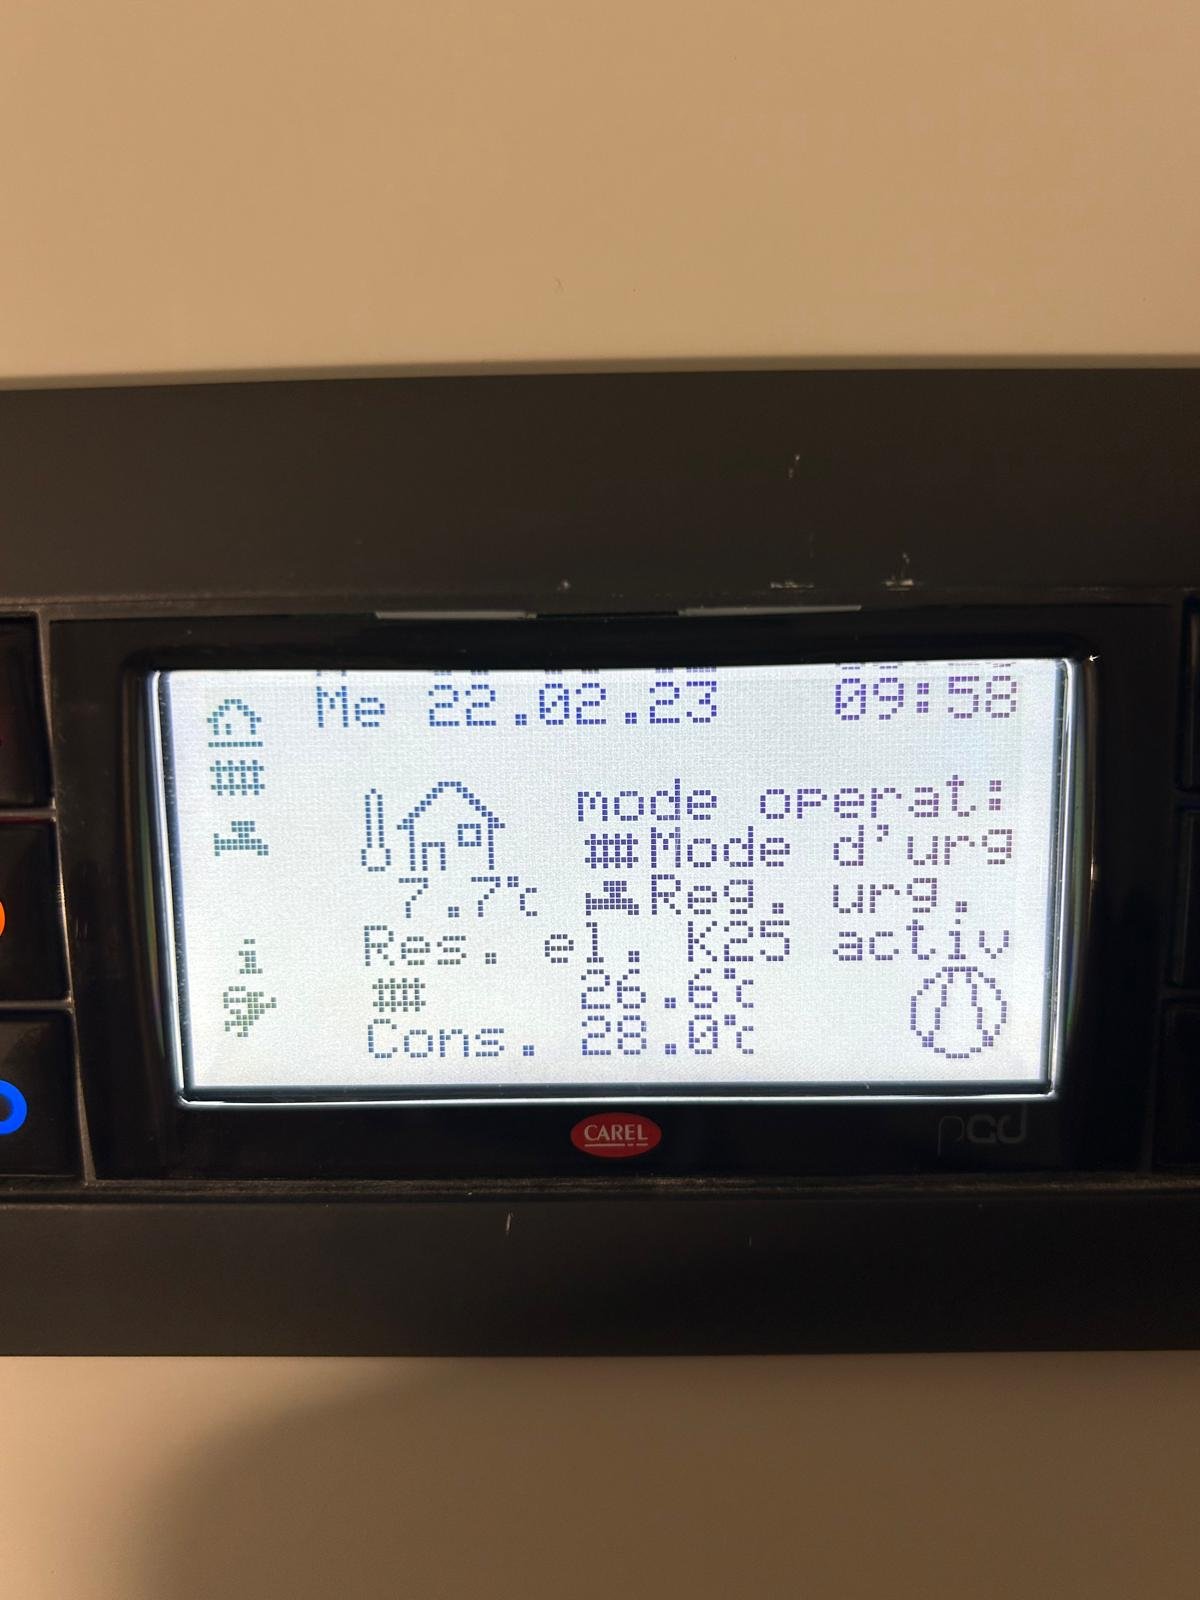 Me 22.02.23 09:58
mode operat:
Mode d'urg
7.7°c Reg. urg.
Res. el. K25 activ
26.6°c
Cons. 28.0°c
CAREL
pGD